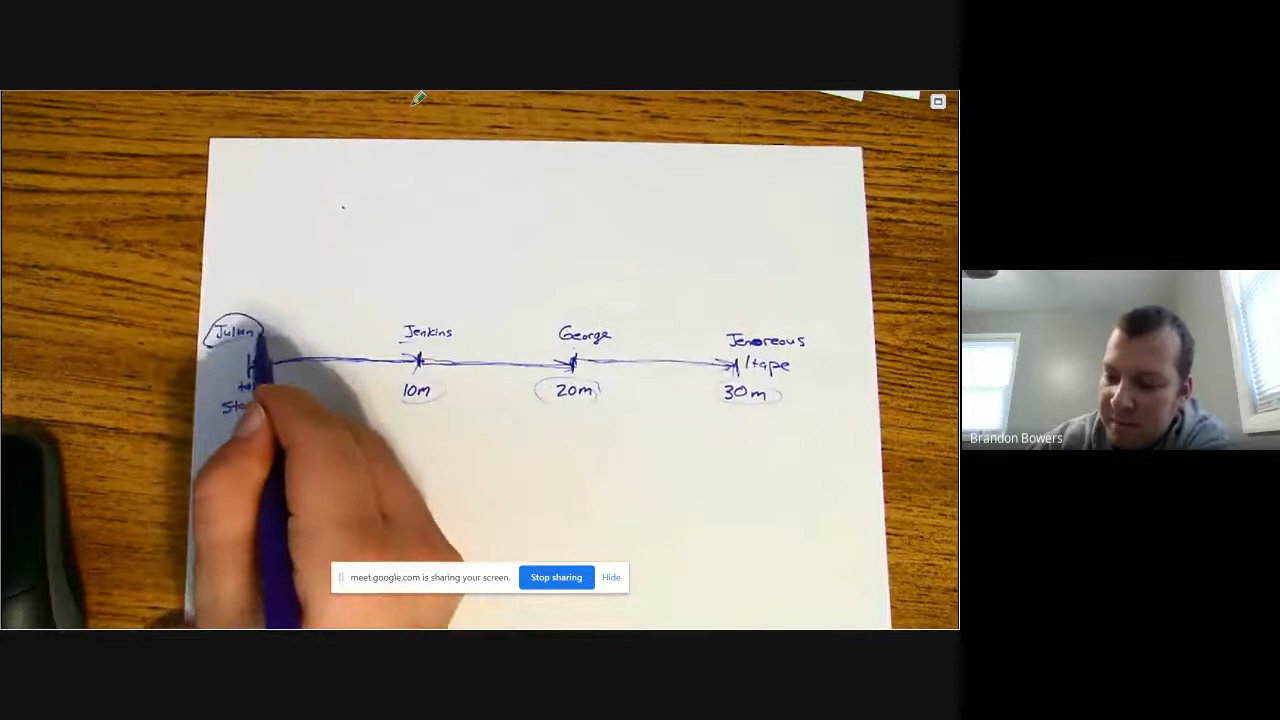 Julian Jenkins George Jenoreous
/tape
10m 20m 30m
meet.google.com is sharing your screen. Stop sharing Hide
Brandon Bowers